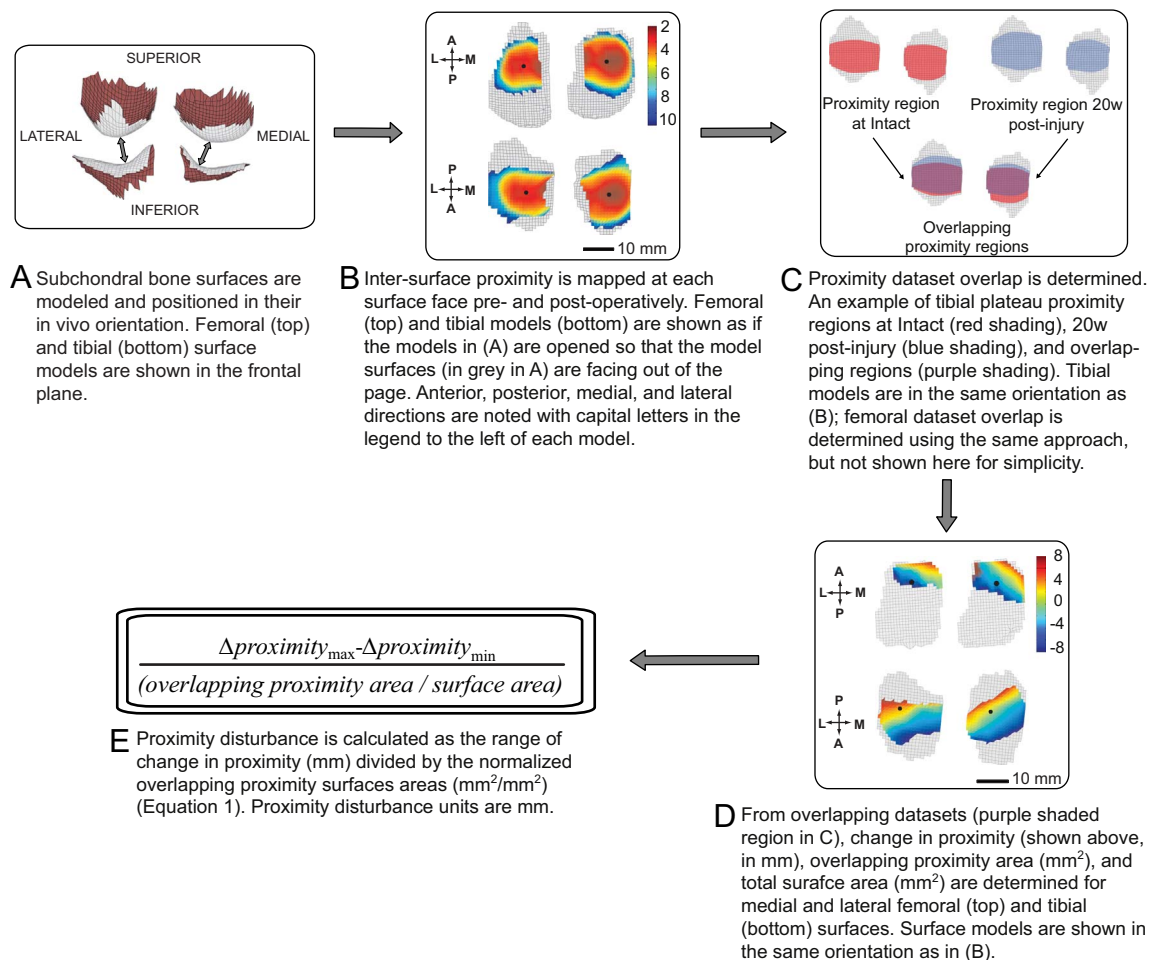 SUPERIOR
LATERAL
MEDIAL
INFERIOR
A Subchondral bone surfaces are
modeled and positioned in their
in vivo orientation. Femoral (top)
and tibial (bottom) surface
models are shown in the frontal
plane.
A
L M
P
2
4
6
8
10
P
L M
A
10 mm
B Inter-surface proximity is mapped at each
surface face pre- and post-operatively. Femoral
(top) and tibial models (bottom) are shown as if
the models in (A) are opened so that the model
surfaces (in grey in A) are facing out of the
page. Anterior, posterior, medial, and lateral
directions are noted with capital letters in the
legend to the left of each model.
Proximity region
at Intact
Proximity region 20w
post-injury
Overlapping
proximity regions
C Proximity dataset overlap is determined.
An example of tibial plateau proximity
regions at Intact (red shading), 20w
post-injury (blue shading), and overlap-
ping regions (purple shading). Tibial
models are in the same orientation as
(B); femoral dataset overlap is
determined using the same approach,
but not shown here for simplicity.
A
L M
P
8
4
0
-4
-8
P
L M
A
10 mm
D From overlapping datasets (purple shaded
region in C), change in proximity (shown above,
in mm), overlapping proximity area (mm²), and
total surafce area (mm²) are determined for
medial and lateral femoral (top) and tibial
(bottom) surfaces. Surface models are shown in
the same orientation as in (B).
Δproximity_max-Δproximity_min
(overlapping proximity area / surface area)
E Proximity disturbance is calculated as the range of
change in proximity (mm) divided by the normalized
overlapping proximity surfaces areas (mm²/mm²)
(Equation 1). Proximity disturbance units are mm.